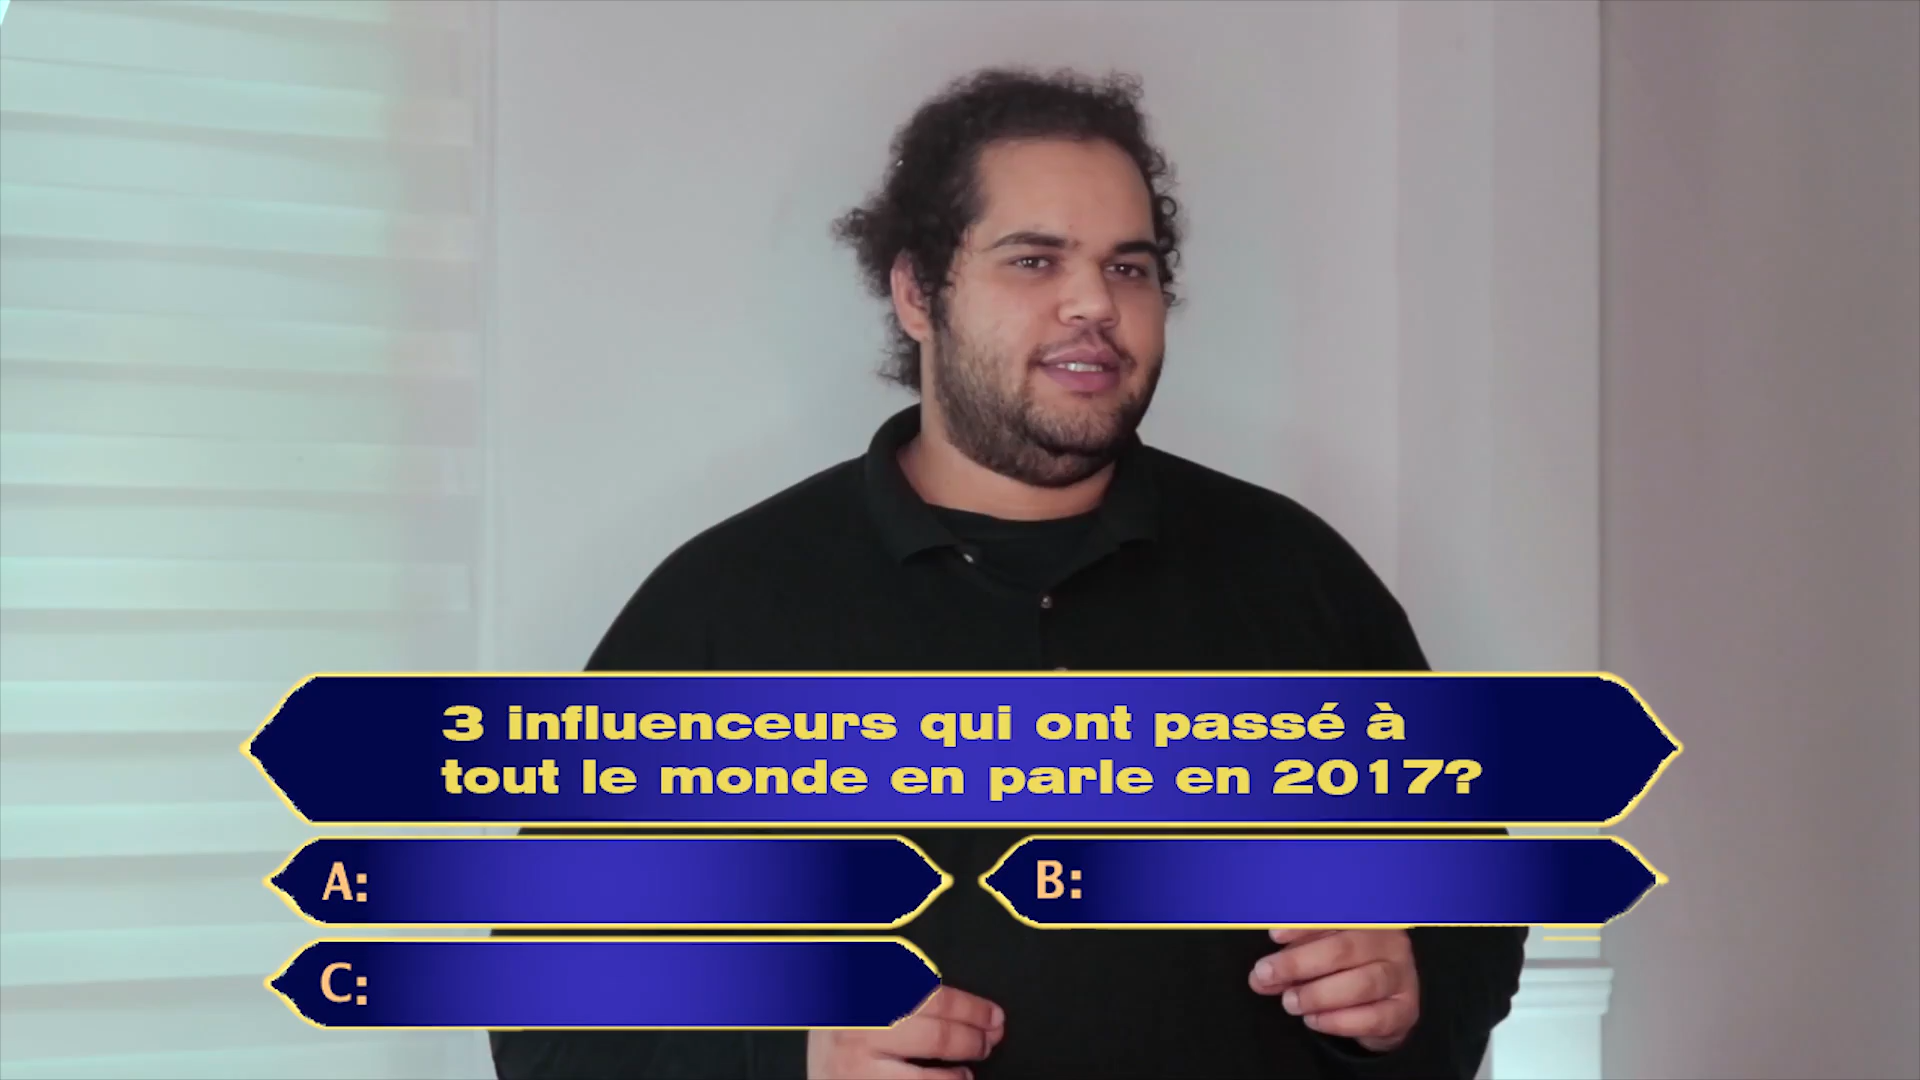 3 influenceurs qui ont passé à
tout le monde en parle en 2017?
A:
B:
C: